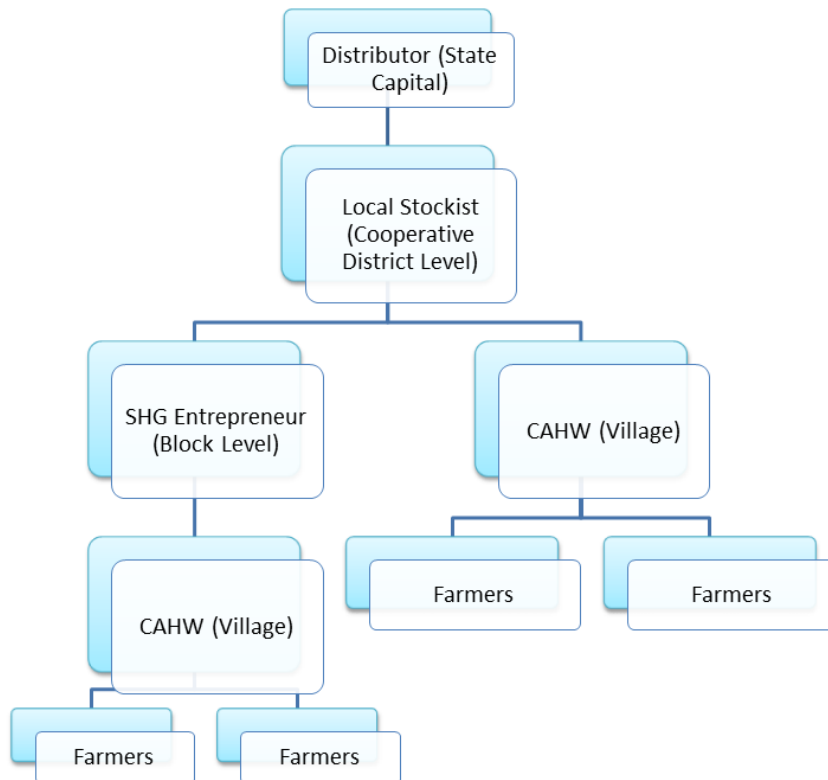 Distributor (State
Capital)
Local Stockist
(Cooperative
District Level)
SHG Entrepreneur
(Block Level)
CAHW (Village)
CAHW (Village)
Farmers
Farmers
Farmers
Farmers